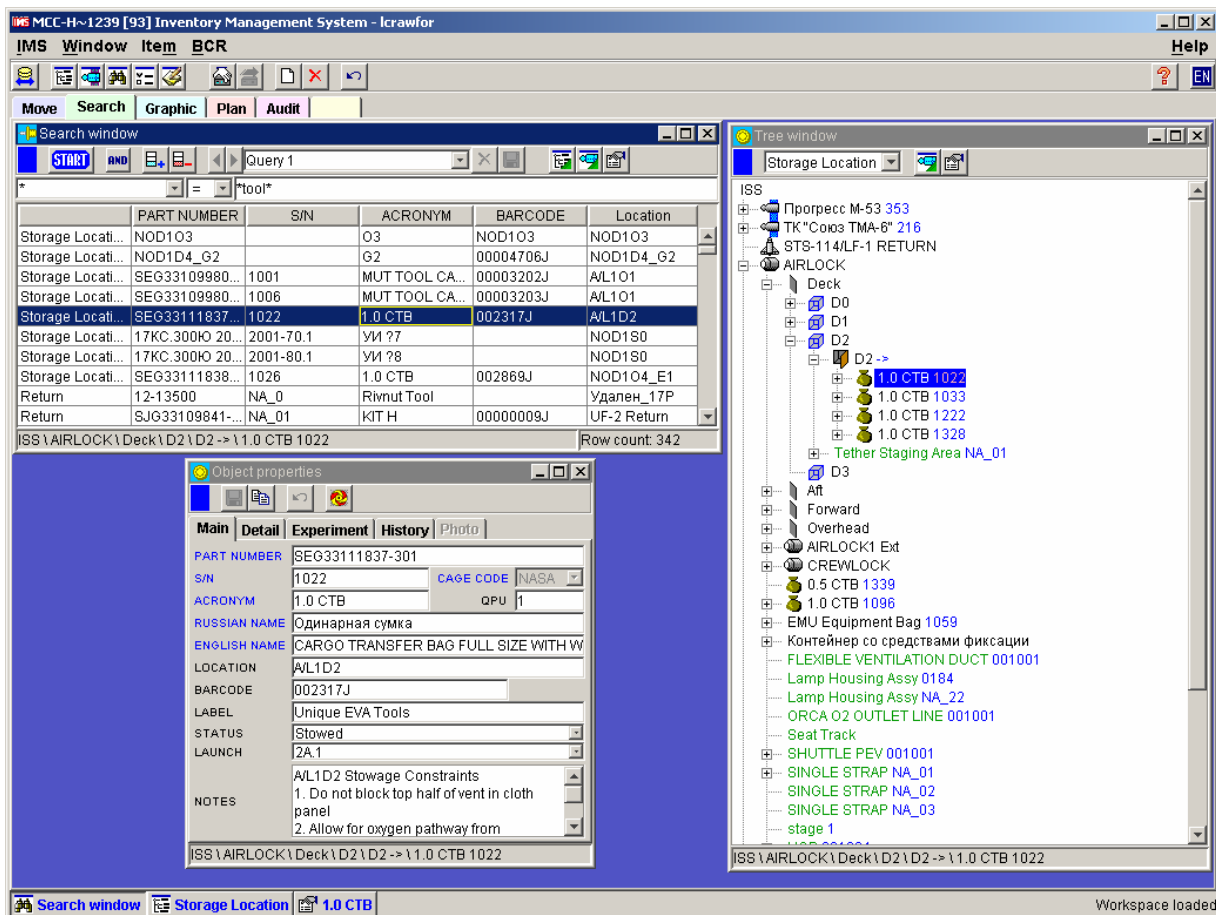 MCC-H~1239 [93] Inventory Management System - lcrawfor
IMS Window Item BCR Help
EN
Move Search Graphic Plan Audit
Search window
START AND Query 1
* = *tool*
PART NUMBER S/N ACRONYM BARCODE Location
Storage Locati... NOD1O3 O3 NOD1O3 NOD1O3
Storage Locati... NOD1D4_G2 G2 00004706J NOD1D4_G2
Storage Locati... SEG33109980... 1001 MUT TOOL CA... 00003202J A/L1O1
Storage Locati... SEG33109980... 1006 MUT TOOL CA... 00003203J A/L1O1
Storage Locati... SEG33111837... 1022 1.0 CTB 002317J A/L1D2
Storage Locati... 17КС.300Ю 20... 2001-70.1 УИ ?7 NOD1S0
Storage Locati... 17КС.300Ю 20... 2001-80.1 УИ ?8 NOD1S0
Storage Locati... SEG33111838... 1026 1.0 CTB 002869J NOD1O4_E1
Return 12-13500 NA_0 Rivnut Tool Удален_17P
Return SJG33109841-... NA_01 KIT H 00000009J UF-2 Return
ISS \ AIRLOCK \ Deck \ D2 \ D2 -> \ 1.0 CTB 1022 Row count: 342
Object properties
Main Detail Experiment History Photo
PART NUMBER SEG33111837-301
S/N 1022 CAGE CODE NASA
ACRONYM 1.0 CTB QPU 1
RUSSIAN NAME Одинарная сумка
ENGLISH NAME CARGO TRANSFER BAG FULL SIZE WITH W
LOCATION A/L1D2
BARCODE 002317J
LABEL Unique EVA Tools
STATUS Stowed
LAUNCH 2A.1
NOTES A/L1D2 Stowage Constraints
1. Do not block top half of vent in cloth
panel
2. Allow for oxygen pathway from
ISS \ AIRLOCK \ Deck \ D2 \ D2 -> \ 1.0 CTB 1022
Tree window
Storage Location
ISS
Прогресс М-53 353
ТК "Союз ТМА-6" 216
STS-114/LF-1 RETURN
AIRLOCK
Deck
D0
D1
D2
D2 ->
1.0 CTB 1022
1.0 CTB 1033
1.0 CTB 1222
1.0 CTB 1328
Tether Staging Area NA_01
D3
Aft
Forward
Overhead
AIRLOCK1 Ext
CREWLOCK
0.5 CTB 1339
1.0 CTB 1096
EMU Equipment Bag 1059
Контейнер со средствами фиксации
FLEXIBLE VENTILATION DUCT 001001
Lamp Housing Assy 0184
Lamp Housing Assy NA_22
ORCA O2 OUTLET LINE 001001
Seat Track
SHUTTLE PEV 001001
SINGLE STRAP NA_01
SINGLE STRAP NA_02
SINGLE STRAP NA_03
stage 1
ISS \ AIRLOCK \ Deck \ D2 \ D2 -> \ 1.0 CTB 1022
Search window Storage Location 1.0 CTB Workspace loaded